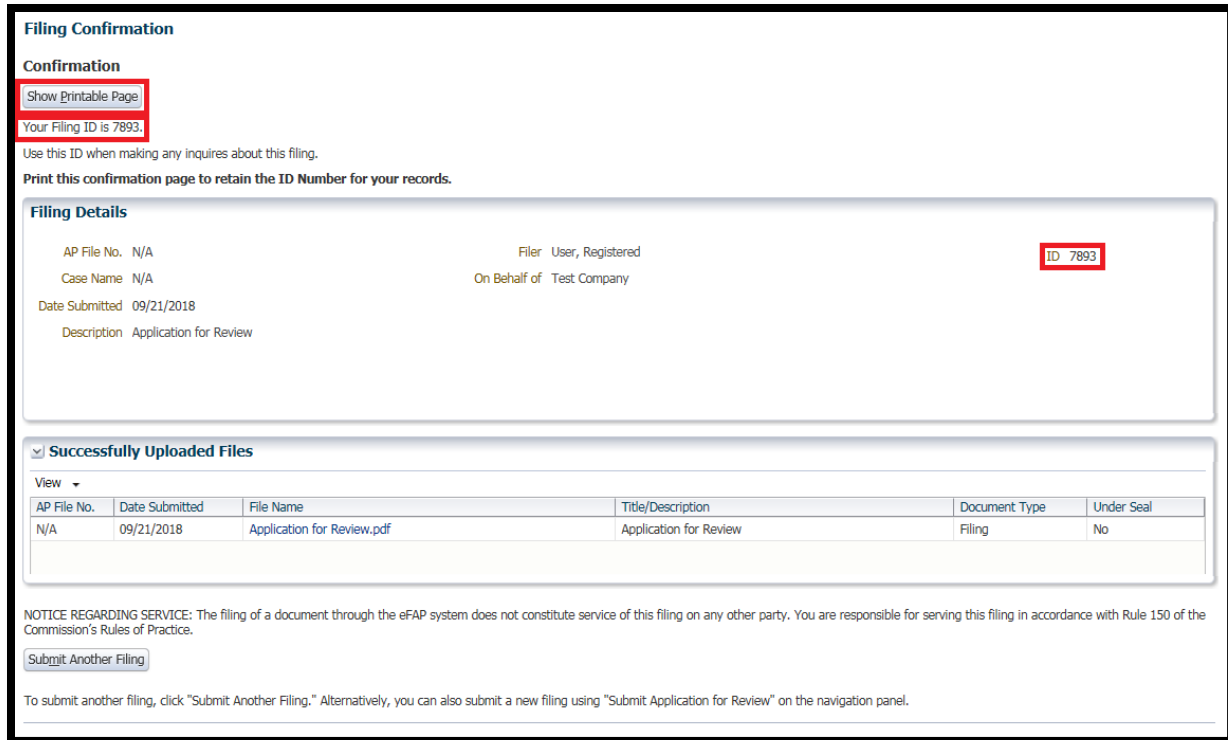 Filing Confirmation
Confirmation
Show Printable Page
Your Filing ID is 7893.
Use this ID when making any inquires about this filing.
Print this confirmation page to retain the ID Number for your records.
Filing Details
AP File No. N/A Filer User, Registered ID 7893
Case Name N/A On Behalf of Test Company
Date Submitted 09/21/2018
Description Application for Review
Successfully Uploaded Files
View
AP File No. Date Submitted File Name Title/Description Document Type Under Seal
N/A 09/21/2018 Application for Review.pdf Application for Review Filing No
NOTICE REGARDING SERVICE: The filing of a document through the eFAP system does not constitute service of this filing on any other party. You are responsible for serving this filing in accordance with Rule 150 of the
Commission's Rules of Practice.
Submit Another Filing
To submit another filing, click "Submit Another Filing." Alternatively, you can also submit a new filing using "Submit Application for Review" on the navigation panel.